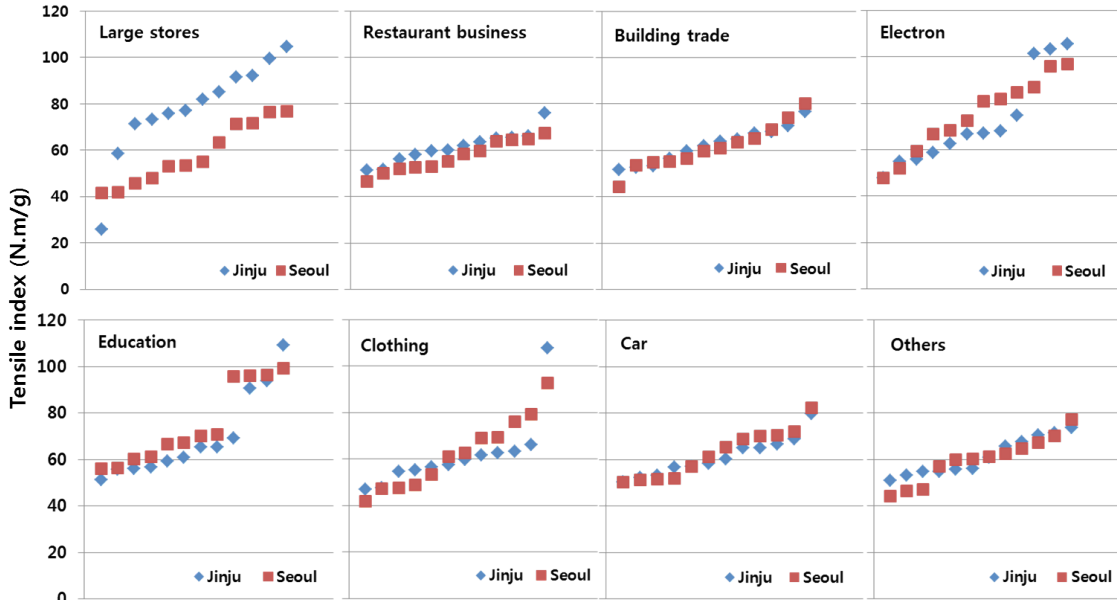 120
100
80
60
40
20
0
Large stores
Jinju
Seoul
Restaurant business
Jinju
Seoul
Building trade
Jinju
Seoul
Electron
Jinju
Seoul
Tensile index (N.m/g)
120
100
80
60
40
20
0
Education
Jinju
Seoul
Clothing
Jinju
Seoul
Car
Jinju
Seoul
Others
Jinju
Seoul